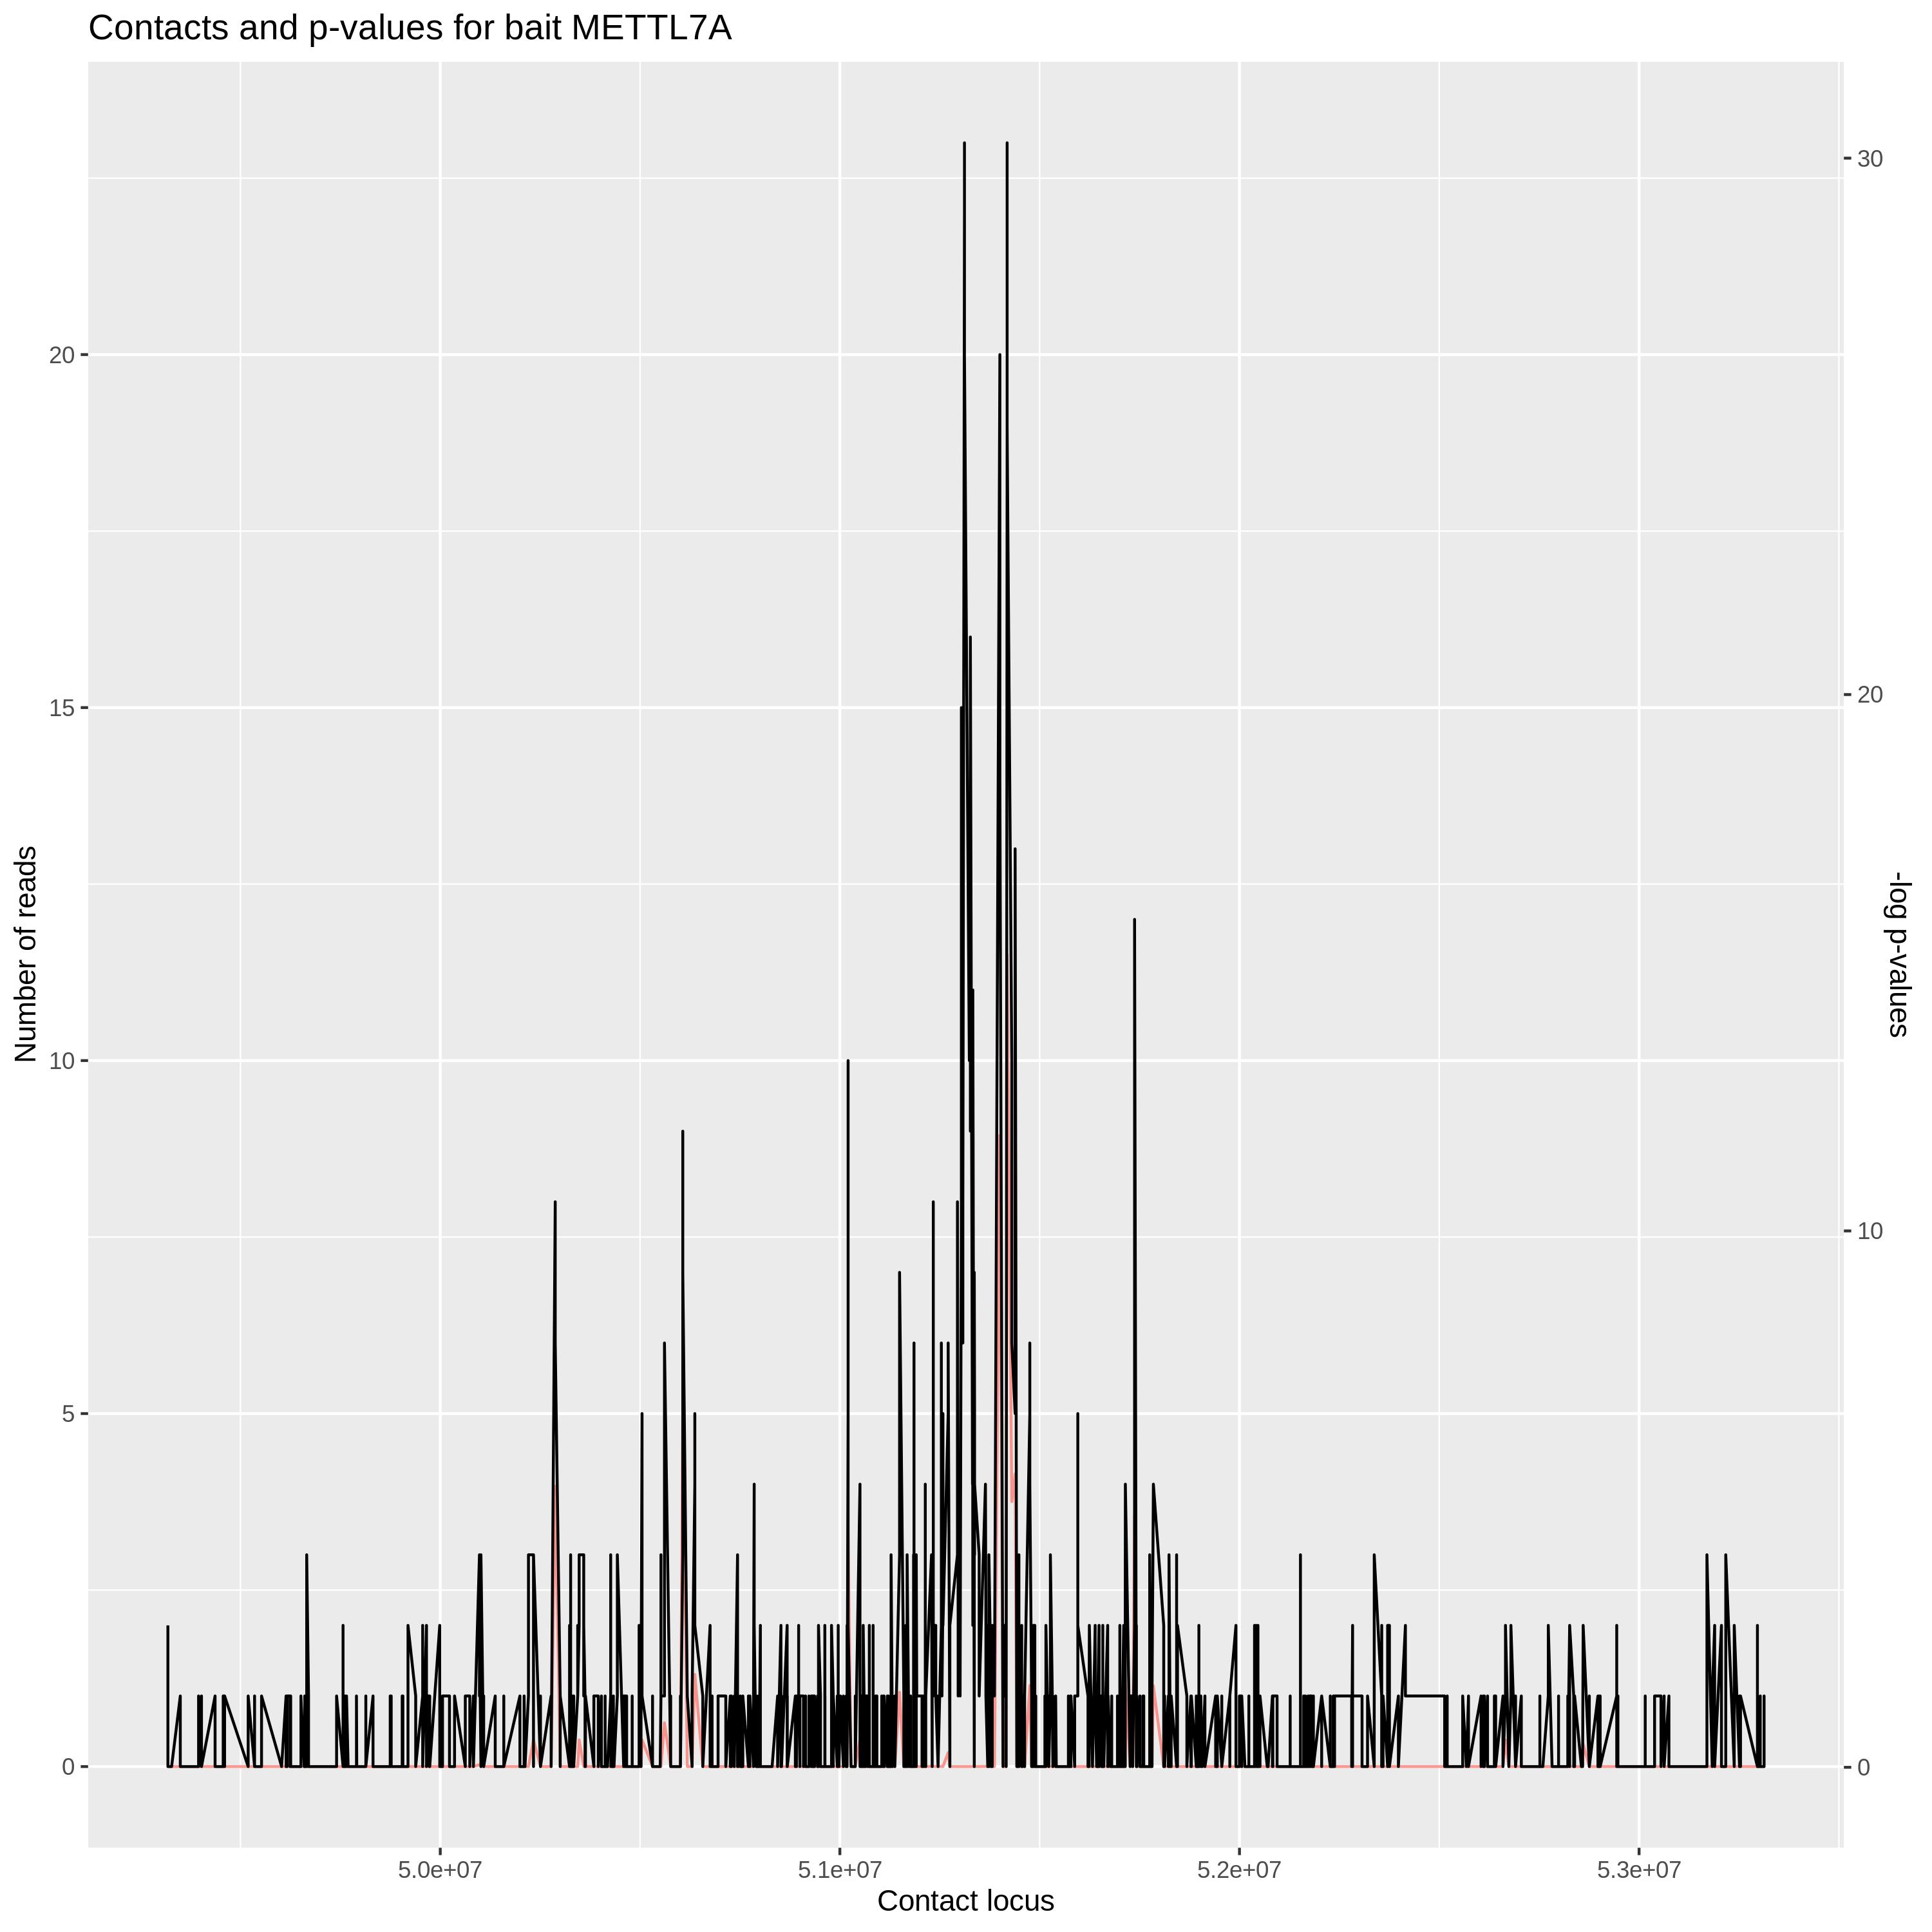 Contacts and p-values for bait METTL7A
Number of reads
20
15
10
5
0
30
20
10
0
-log p-values
5.0e+07 5.1e+07 5.2e+07 5.3e+07
Contact locus